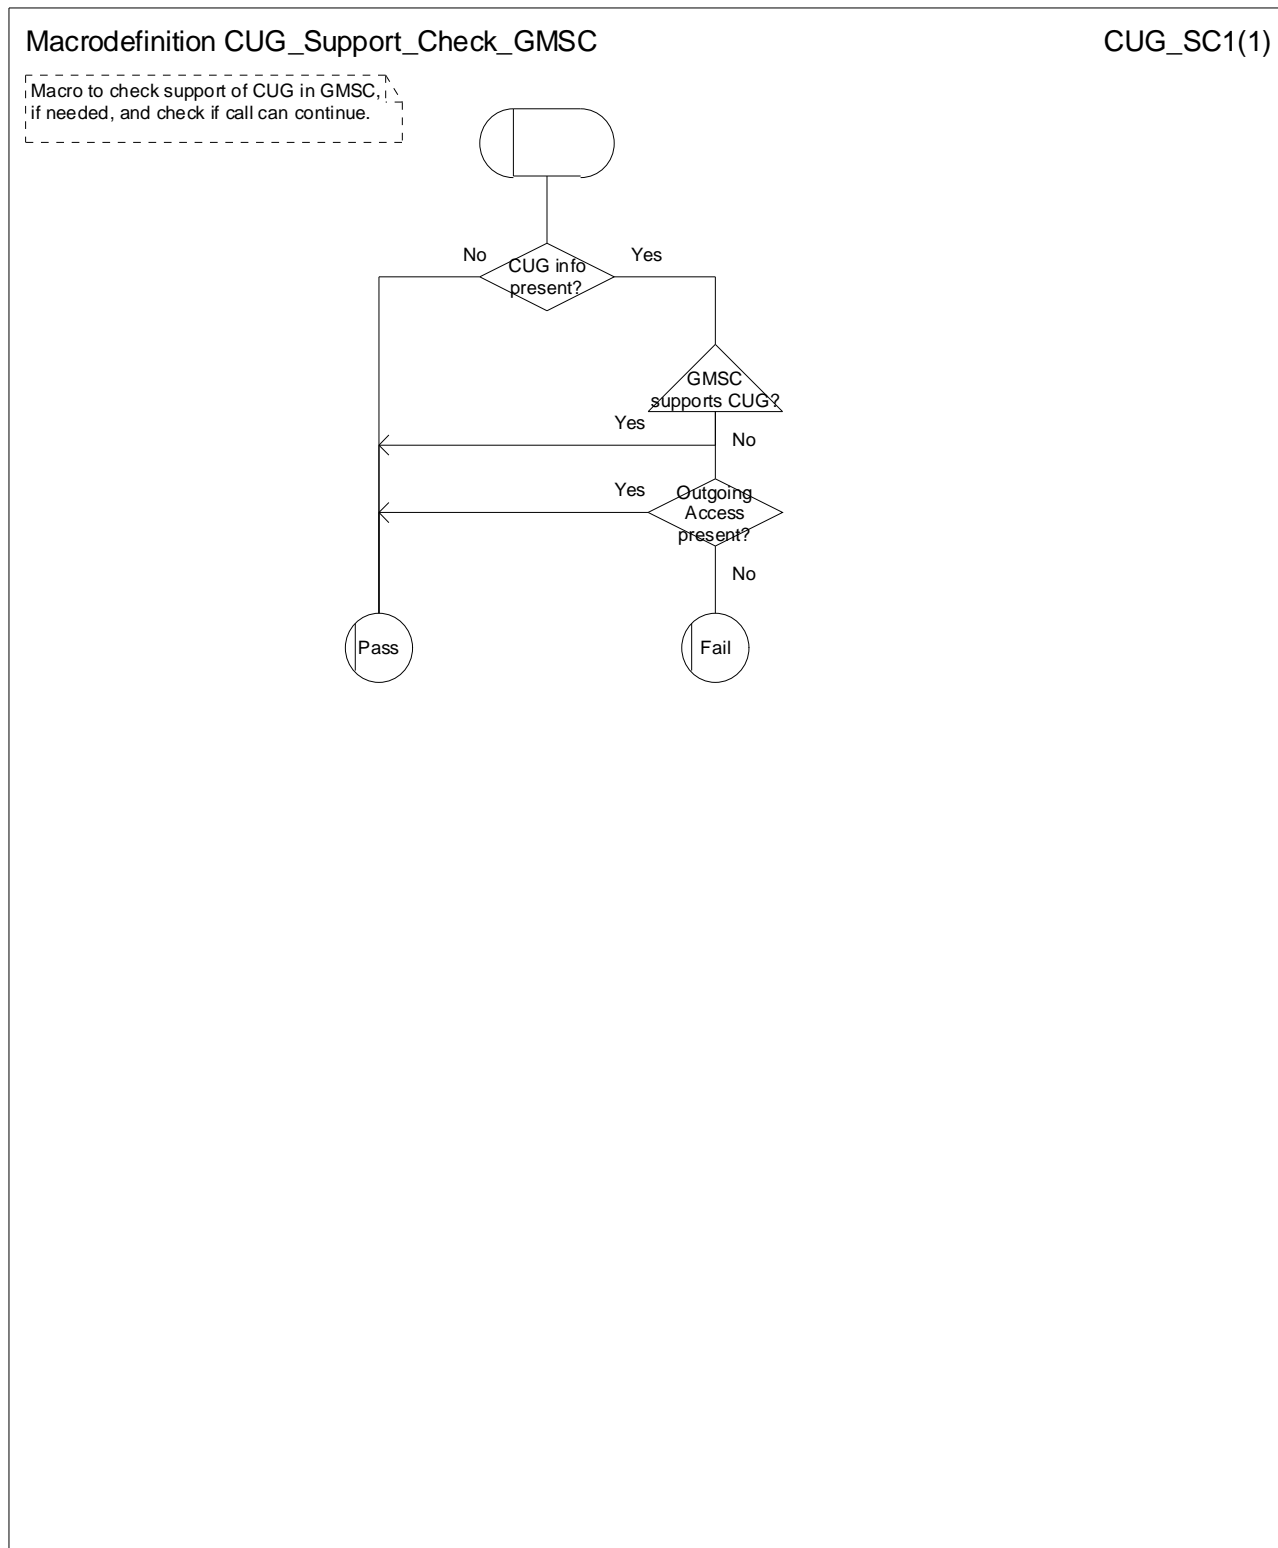 Macrodefinition CUG_Support_Check_GMSC
CUG_SC1(1)
Macro to check support of CUG in GMSC,
if needed, and check if call can continue.
No
Yes
CUG info
present?
GMSC
supports CUG?
Yes
No
Yes
Outgoing
Access
present?
No
Pass
Fail